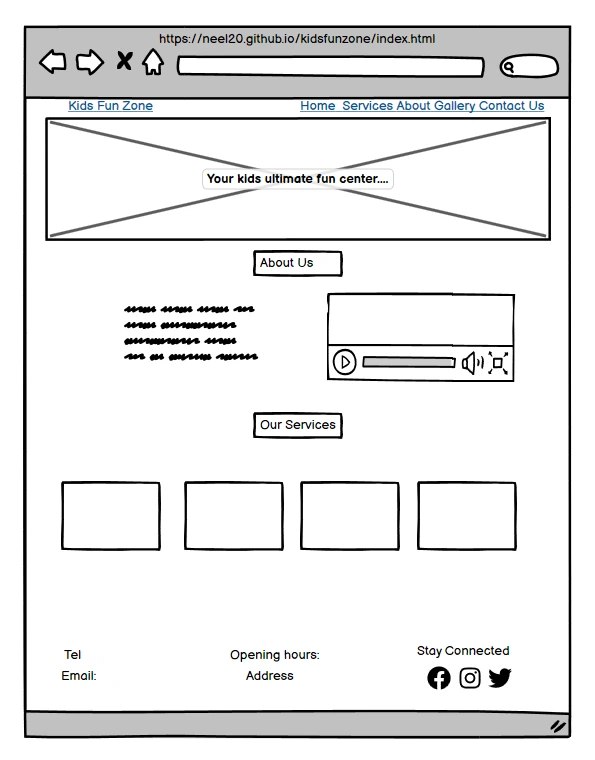 https://neel20.github.io/kidsfunzone/index.html
Kids Fun Zone
Home Services About Gallery Contact Us
Your kids ultimate fun center....
About Us
Our Services
Tel
Opening hours:
Stay Connected
Email:
Address